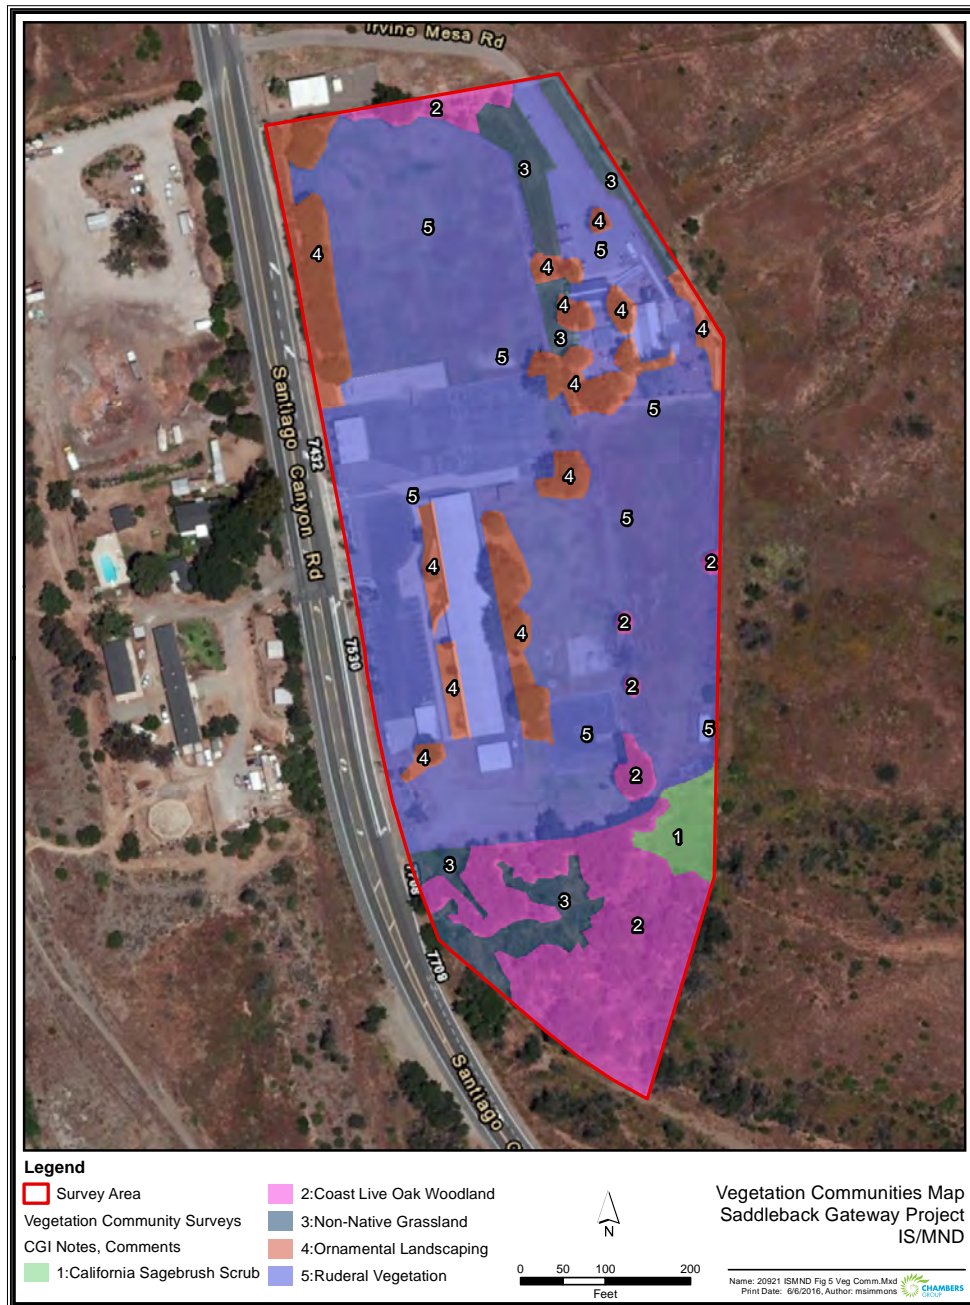 Irvine Mesa Rd
2
3
3
4
5
5
4
4
4
4
4
3
5
4
5
4
Santiago Canyon Rd
7432
5
5
4
2
4
2
4
7530
4
2
5
5
4
2
1
3
7708
3
2
7709
Santiago C
Legend
Survey Area
Vegetation Community Surveys
CGI Notes, Comments
1:California Sagebrush Scrub
2:Coast Live Oak Woodland
3:Non-Native Grassland
4:Ornamental Landscaping
5:Ruderal Vegetation
N
0 50 100 200
Feet
Vegetation Communities Map
Saddleback Gateway Project
IS/MND
Name: 20921 ISMND Fig 5 Veg Comm.Mxd
Print Date: 6/6/2016, Author: msimmons
CHAMBERS
GROUP